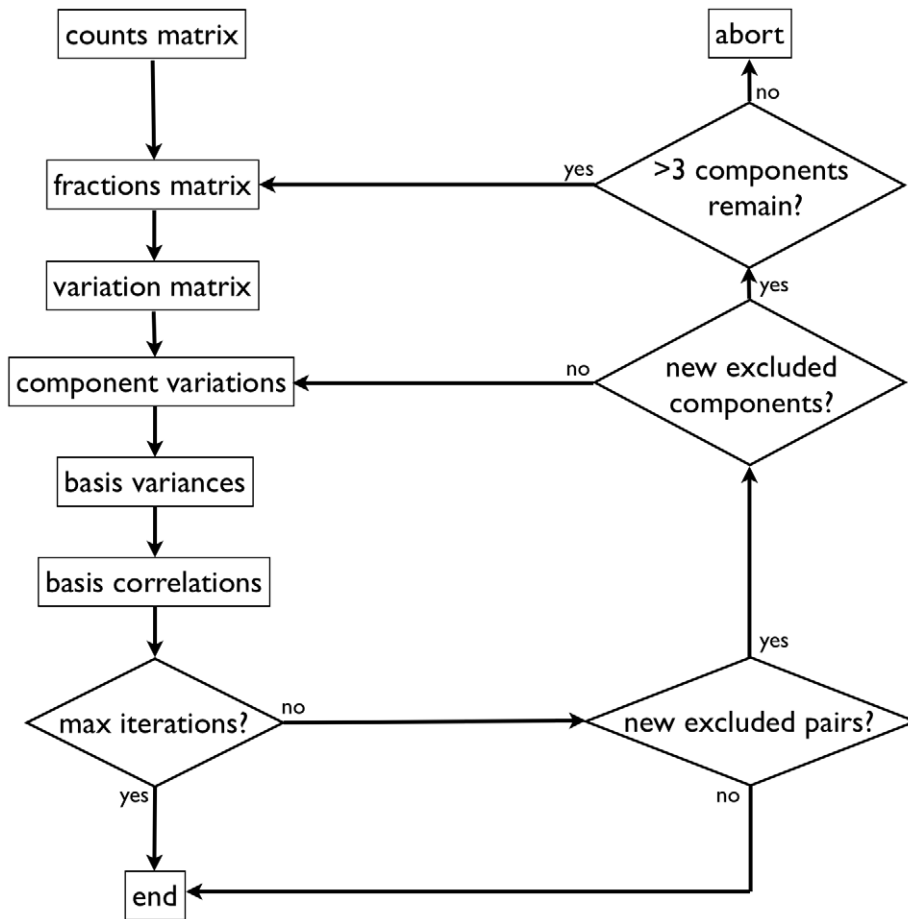 counts matrix
abort
no
yes
>3 components
remain?
fractions matrix
variation matrix
yes
no
new excluded
components?
component variations
basis variances
basis correlations
yes
no
max iterations?
new excluded pairs?
yes
no
end